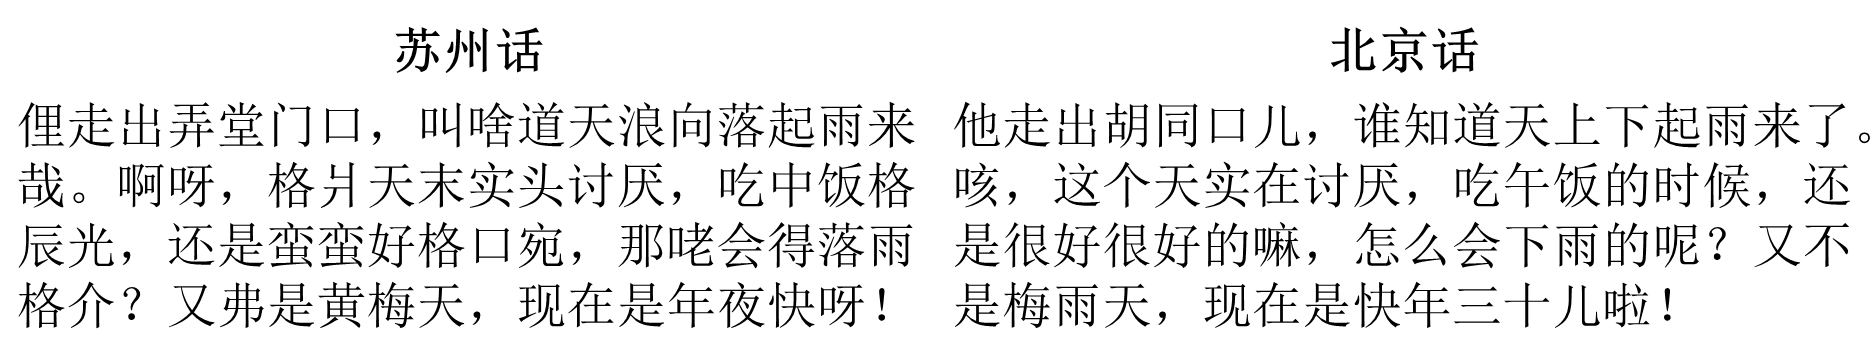 苏州话
俚走出弄堂门口，叫啥道天浪向落起雨来
哉。啊呀，格爿天末实头讨厌，吃中饭格
辰光，还是蛮蛮好格口宛，那咾会得落雨
格介？又弗是黄梅天，现在是年夜快呀！
北京话
他走出胡同口儿，谁知道天上下起雨来了。
咳，这个天实在讨厌，吃午饭的时候，还
是很好很好的嘛，怎么会下雨的呢？又不
是梅雨天，现在是快年三十儿啦！